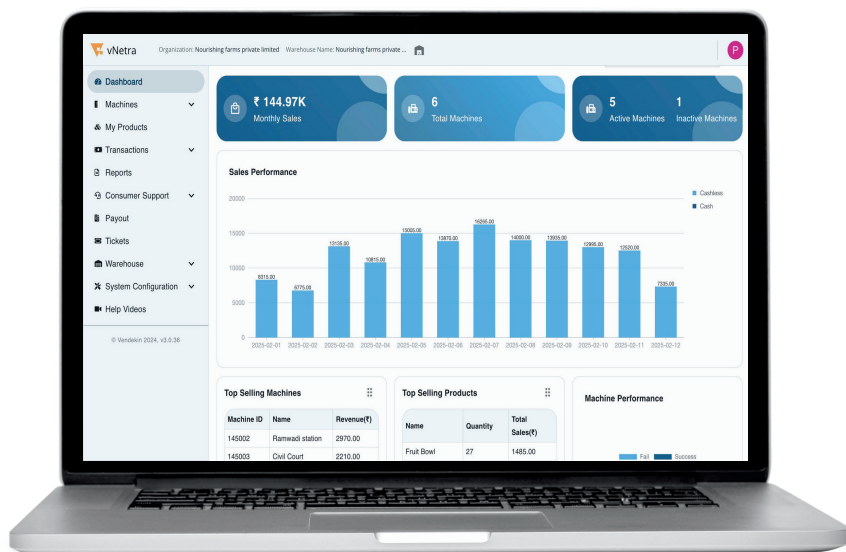 vNetra
Organization: Nourishing farms private limited Warehouse Name: Nourishing farms private ...
P
Dashboard
Machines
My Products
Transactions
Reports
Consumer Support
Payout
Tickets
Warehouse
System Configuration
Help Videos
© Vendekin 2024, v3.0.36
₹ 144.97K
Monthly Sales
6
Total Machines
5
Active Machines
1
Inactive Machines
Sales Performance
Cashless
Cash
20000
15000
10000
5000
0
8315.00
6775.00
13135.00
10815.00
15005.00
13870.00
16265.00
14000.00
13935.00
12990.00
12520.00
7335.00
2025-02-01 2025-02-02 2025-02-03 2025-02-04 2025-02-05 2025-02-06 2025-02-07 2025-02-08 2025-02-09 2025-02-10 2025-02-11 2025-02-12
Top Selling Machines
Machine ID Name Revenue(₹)
145002 Ramwadi station 2970.00
145003 Civil Court 2210.00
Top Selling Products
Name Quantity Total
Sales(₹)
Fruit Bowl 27 1485.00
Machine Performance
Fail Success